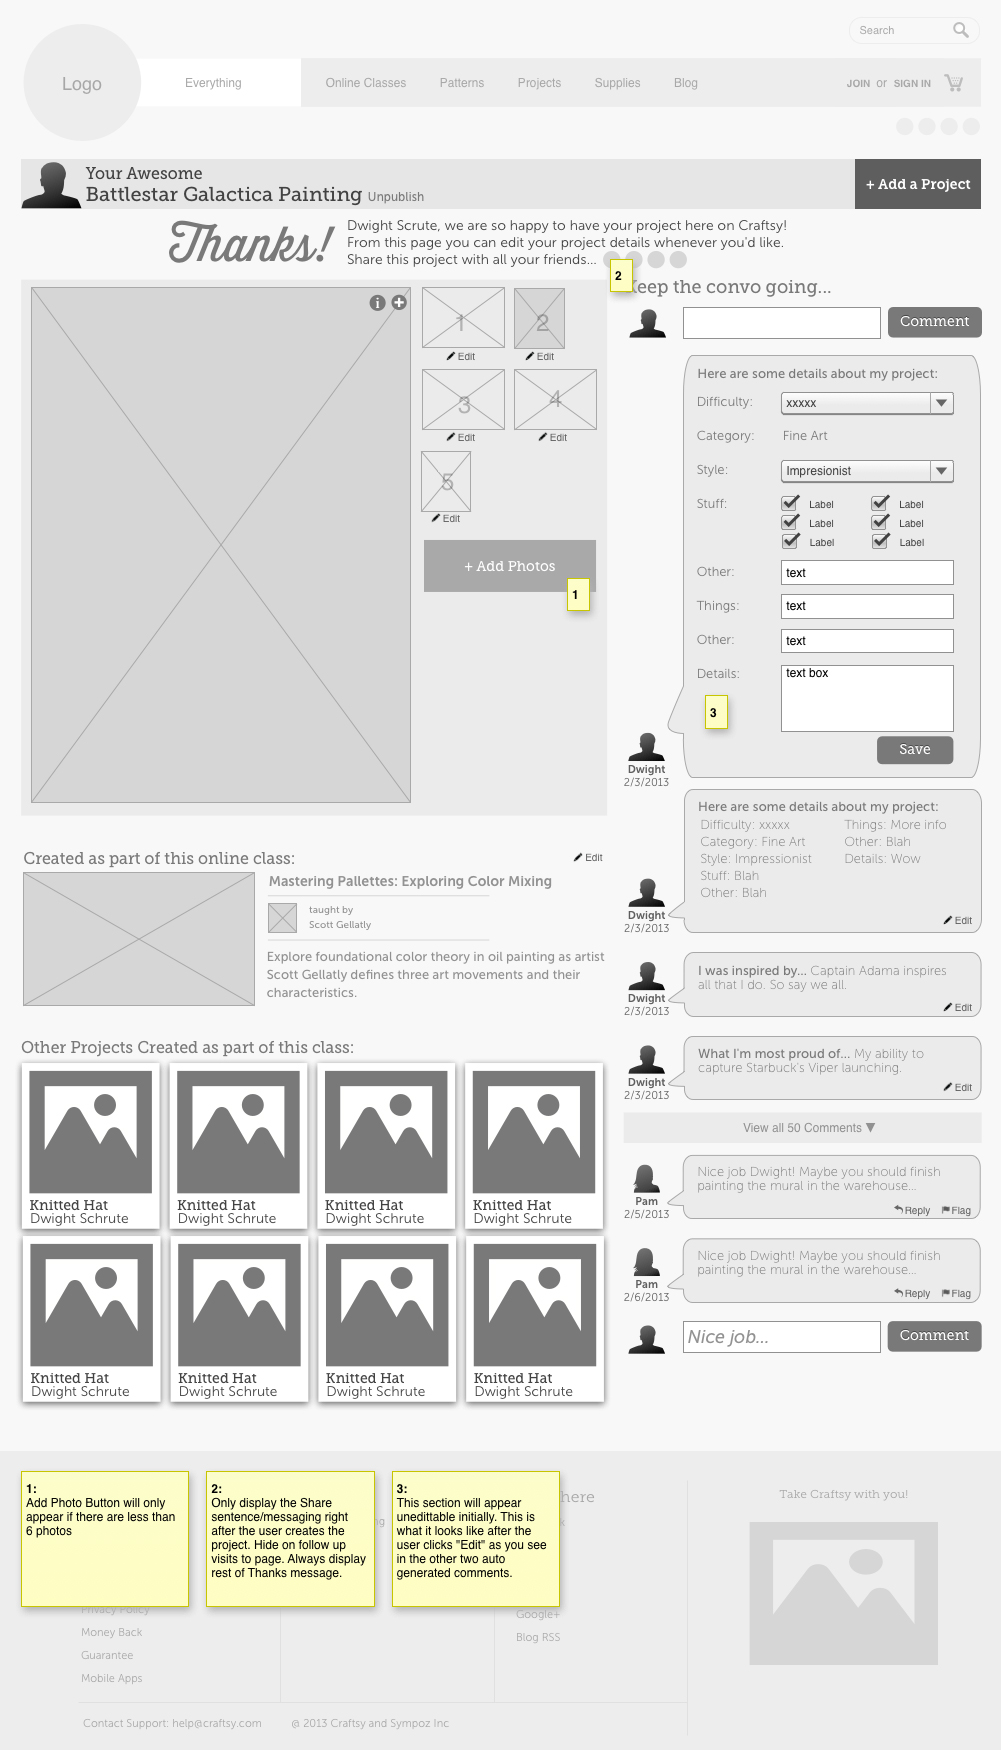 Search
Logo
Everything
Online Classes
Patterns
Projects
Supplies
Blog
JOIN or SIGN IN
Your Awesome
Battlestar Galactica Painting Unpublish
+ Add a Project
Thanks!
Dwight Scrute, we are so happy to have your project here on Craftsy!
From this page you can edit your project details whenever you'd like.
Share this project with all your friends...
2
eep the convo going...
Comment
i
1
2
Edit
Edit
3
4
Edit
Edit
5
Edit
+ Add Photos
1
Here are some details about my project:
Difficulty: xxxxx
Category: Fine Art
Style: Impresionist
Stuff: Label Label
Label Label
Label Label
Other: text
Things: text
Other: text
Details: text box
3
Save
Dwight
2/3/2013
Here are some details about my project:
Difficulty: xxxxx Things: More info
Category: Fine Art Other: Blah
Style: Impressionist Details: Wow
Stuff: Blah
Other: Blah
Edit
Dwight
2/3/2013
I was inspired by... Captain Adama inspires
all that I do. So say we all.
Edit
Dwight
2/3/2013
What I'm most proud of... My ability to
capture Starbuck's Viper launching.
Edit
Dwight
2/3/2013
View all 50 Comments
Nice job Dwight! Maybe you should finish
painting the mural in the warehouse...
Reply Flag
Pam
2/5/2013
Nice job Dwight! Maybe you should finish
painting the mural in the warehouse...
Reply Flag
Pam
2/6/2013
Nice job...
Comment
Created as part of this online class:
Edit
Mastering Pallettes: Exploring Color Mixing
taught by
Scott Gellatly
Explore foundational color theory in oil painting as artist
Scott Gellatly defines three art movements and their
characteristics.
Other Projects Created as part of this class:
Knitted Hat
Dwight Schrute
Knitted Hat
Dwight Schrute
Knitted Hat
Dwight Schrute
Knitted Hat
Dwight Schrute
Knitted Hat
Dwight Schrute
Knitted Hat
Dwight Schrute
Knitted Hat
Dwight Schrute
Knitted Hat
Dwight Schrute
1:
Add Photo Button will only
appear if there are less than
6 photos
2:
Only display the Share
sentence/messaging right
after the user creates the
project. Hide on follow up
visits to page. Always display
rest of Thanks message.
3:
This section will appear
unedittable initially. This is
what it looks like after the
user clicks "Edit" as you see
in the other two auto
generated comments.
ng
here
k
Take Craftsy with you!
Privacy Policy
Money Back
Guarantee
Mobile Apps
Google+
Blog RSS
Contact Support: help@craftsy.com
@ 2013 Craftsy and Sympoz Inc